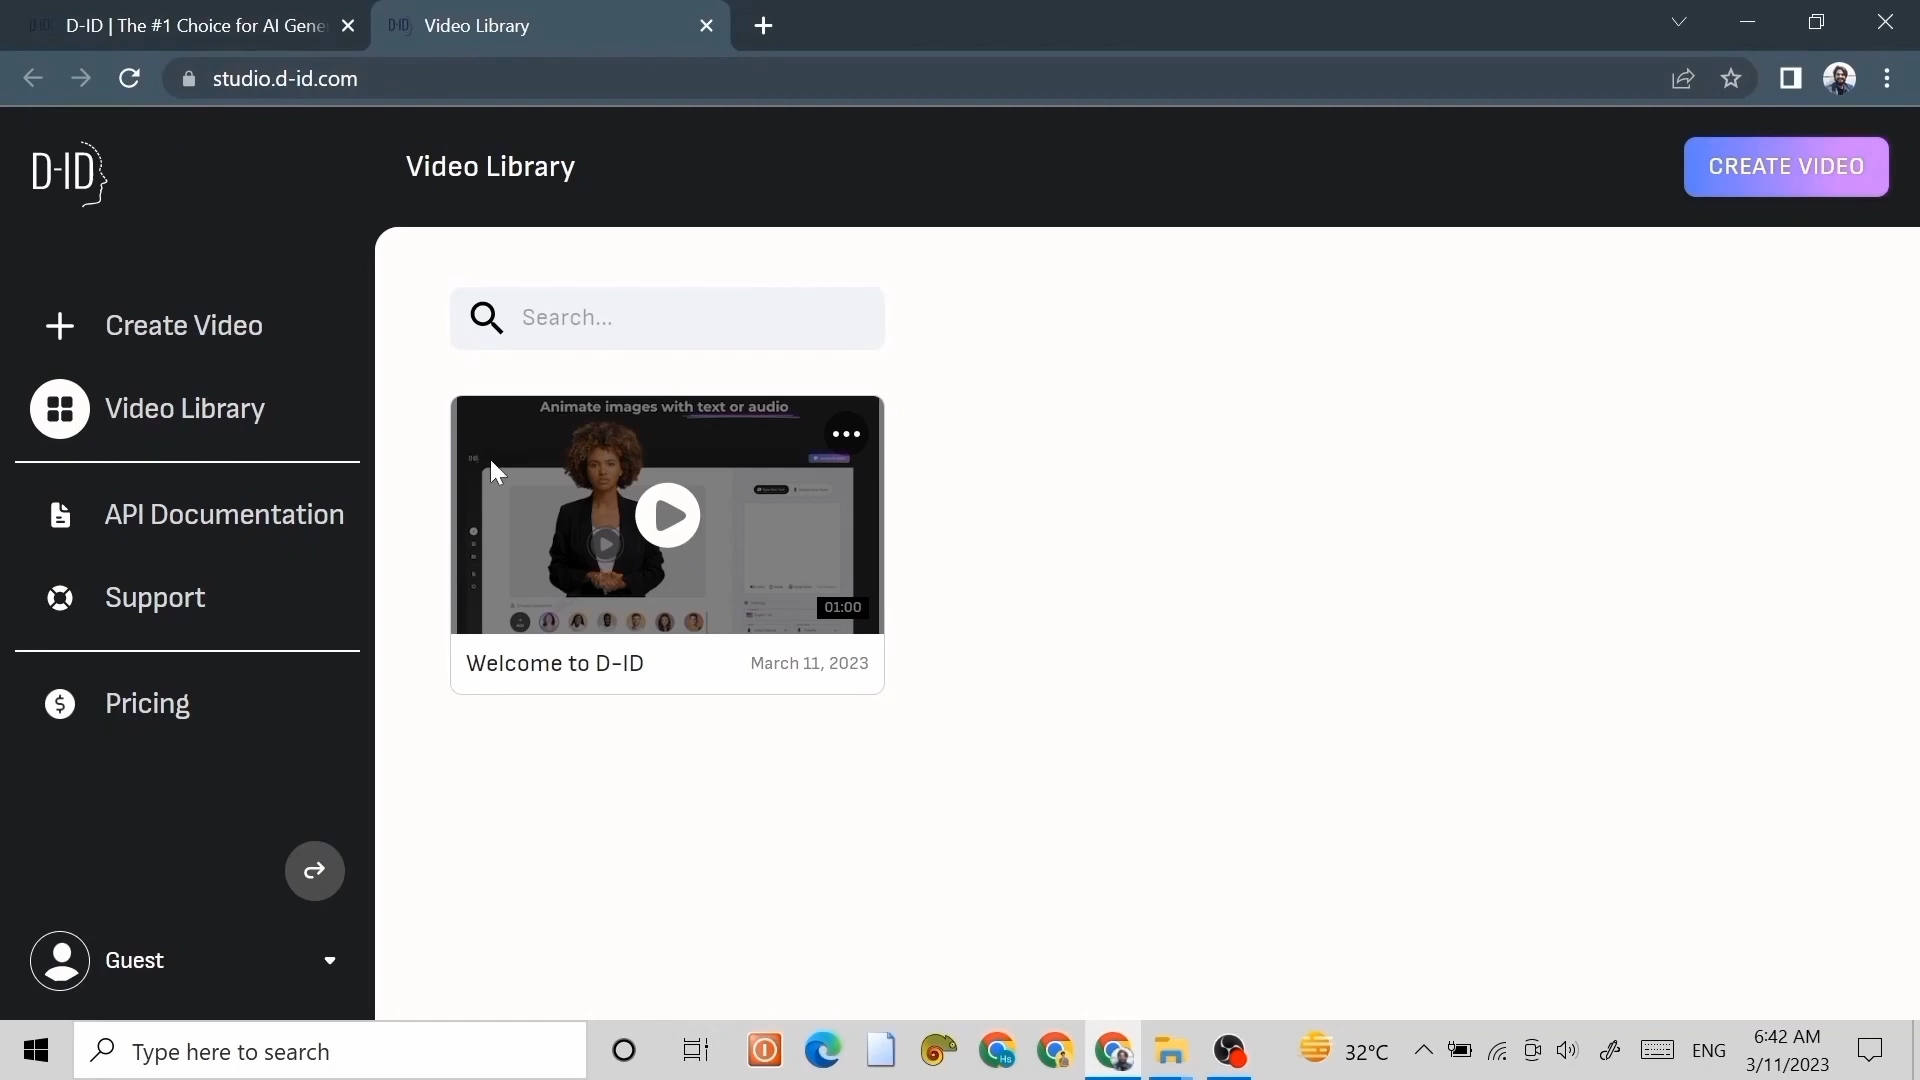 D-ID | The #1 Choice for AI Gene
Video Library
studio.d-id.com
D-ID
Video Library
CREATE VIDEO
Create Video
Video Library
API Documentation
Support
Pricing
Guest
Search...
Animate images with text or audio
01:00
Welcome to D-ID
March 11, 2023
Type here to search
Hs
32°C
ENG
6:42 AM
3/11/2023